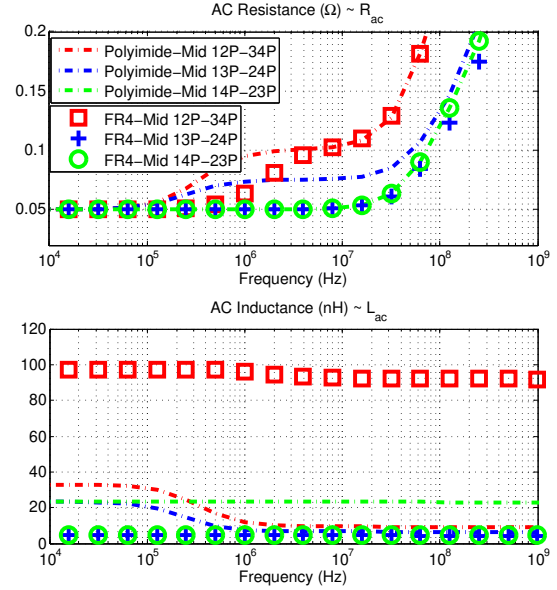 AC Resistance (Ω) ~ R_ac
0.2
0.15
0.1
0.05
Polyimide−Mid 12P−34P
Polyimide−Mid 13P−24P
Polyimide−Mid 14P−23P
FR4−Mid 12P−34P
FR4−Mid 13P−24P
FR4−Mid 14P−23P
10^4 10^5 10^6 10^7 10^8 10^9
Frequency (Hz)
AC Inductance (nH) ~ L_ac
120
100
80
60
40
20
0
10^4 10^5 10^6 10^7 10^8 10^9
Frequency (Hz)